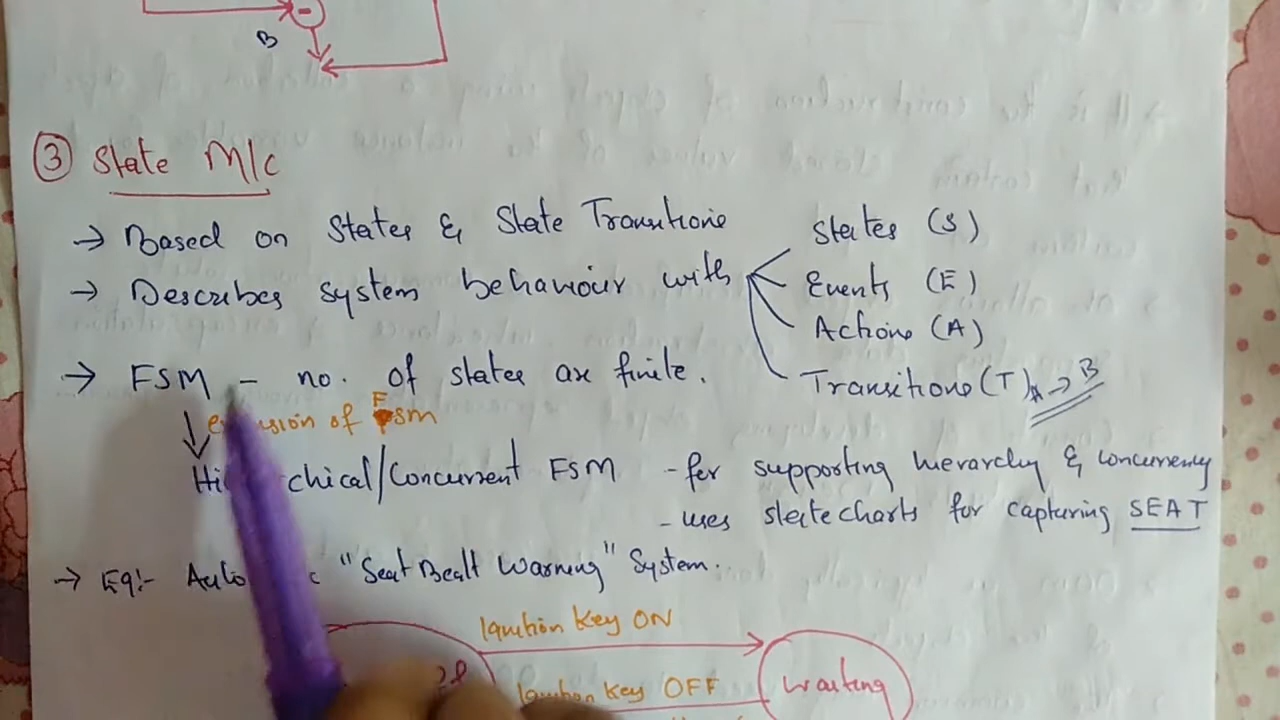 B
③ State M/c
→ Based on States & State Transitions
→ Describes system behaviour with
States (S)
Events (E)
Actions (A)
Transitions (T) A → B
→ FSM - no. of states are finite.
of FSM
/Concurrent FSM - for supporting hierarchy & concurrency
- uses statecharts for capturing SEAT
→ Eg:- "Seat Bealt Warning" System.
Ignition Key ON
Ignition Key OFF
Waiting